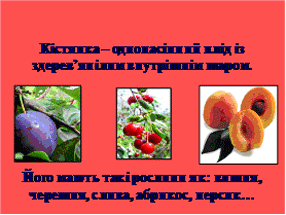 Кістянка – однонасінний плід із
здерев’янілим внутрішнім шаром.
Його мають такі рослини як: вишня,
черешня, слива, абрикос, персик…